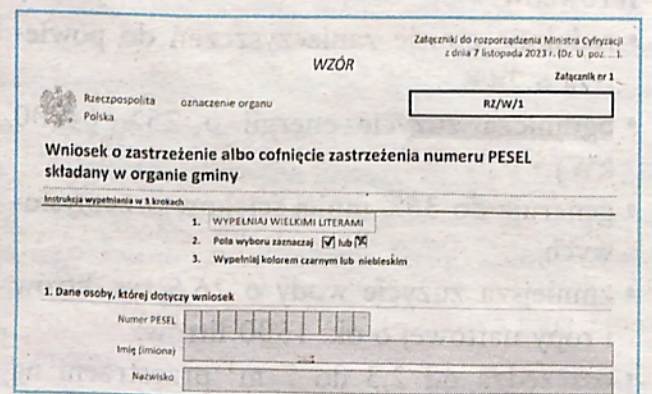 Załączniki do rozporządzenia Ministra Cyfryzacji
z dnia 7 listopada 2023 r. (Dz. U. poz. ...).
WZÓR
Załącznik nr 1
Rzeczpospolita
Polska
oznaczenie organu
RZ/W/1
Wniosek o zastrzeżenie albo cofnięcie zastrzeżenia numeru PESEL
składany w organie gminy
Instrukcja wypełniania w 3 krokach
1. WYPEŁNIAJ WIELKIMI LITERAMI
2. Pola wyboru zaznaczaj lub
3. Wypełniaj kolorem czarnym lub niebieskim
1. Dane osoby, której dotyczy wniosek
Numer PESEL
Imię (imiona)
Nazwisko